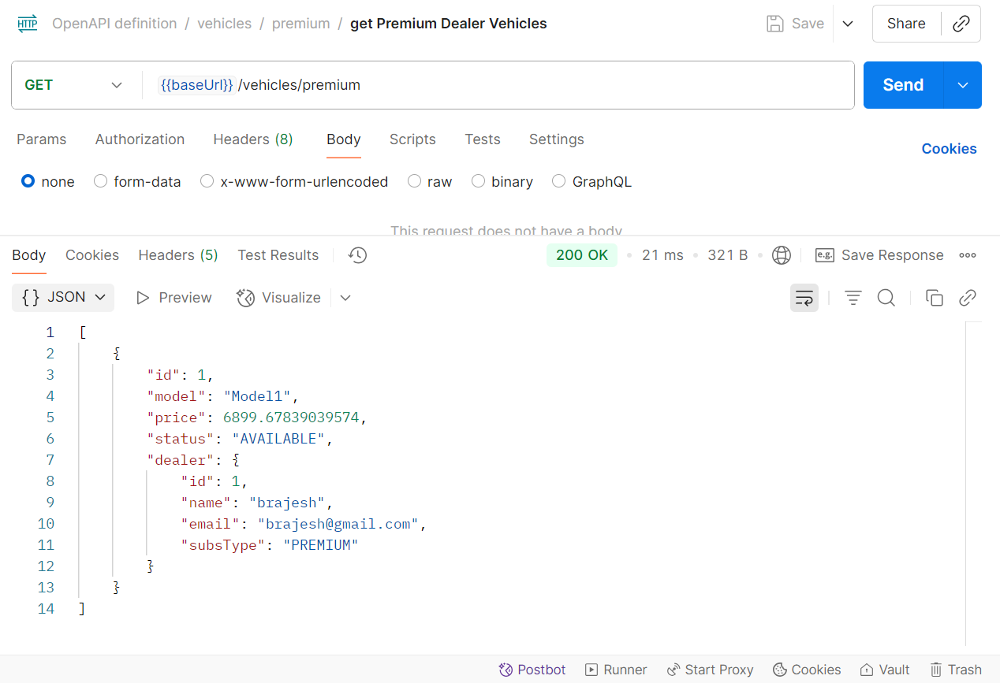 HTTP OpenAPI definition / vehicles / premium / get Premium Dealer Vehicles Save Share
GET {{baseUrl}} /vehicles/premium Send
Params Authorization Headers (8) Body Scripts Tests Settings Cookies
none form-data x-www-form-urlencoded raw binary GraphQL
This request does not have a body
Body Cookies Headers (5) Test Results 200 OK • 21 ms • 321 B • e.g. Save Response
{} JSON Preview Visualize
1 [
2 {
3 "id": 1,
4 "model": "Model1",
5 "price": 6899.67839039574,
6 "status": "AVAILABLE",
7 "dealer": {
8 "id": 1,
9 "name": "brajesh",
10 "email": "brajesh@gmail.com",
11 "subsType": "PREMIUM"
12 }
13 }
14 ]
Postbot Runner Start Proxy Cookies Vault Trash